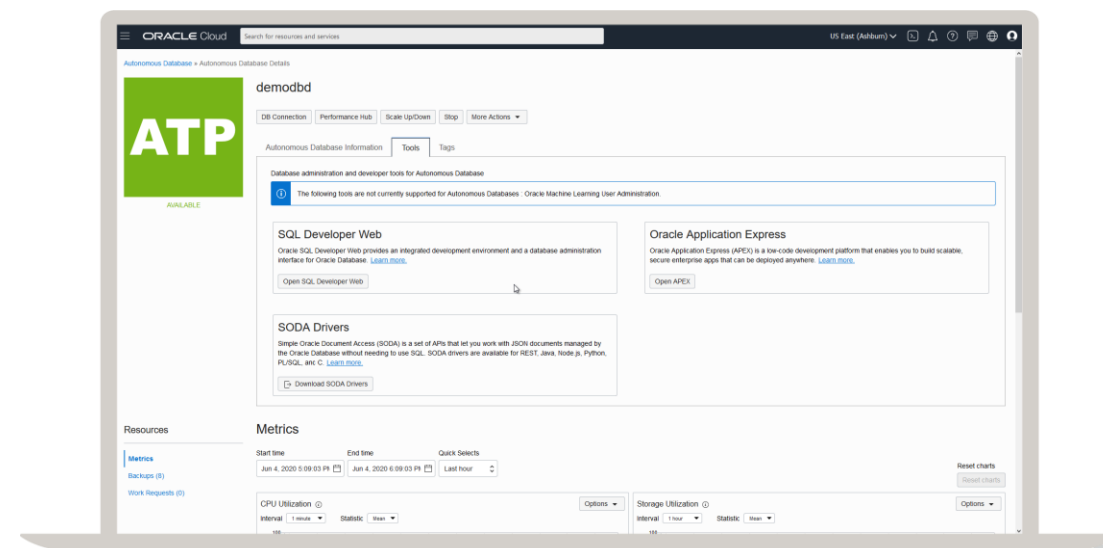 ORACLE Cloud
Search for resources and services
US East (Ashburn)
Autonomous Database » Autonomous Database Details
ATP
AVAILABLE
demodbd
DB Connection
Performance Hub
Scale Up/Down
Stop
More Actions
Autonomous Database Information
Tools
Tags
Database administration and developer tools for Autonomous Database
The following tools are not currently supported for Autonomous Databases : Oracle Machine Learning User Administration.
SQL Developer Web
Oracle SQL Developer Web provides an integrated development environment and a database administration
interface for Oracle Database. Learn more.
Open SQL Developer Web
Oracle Application Express
Oracle Application Express (APEX) is a low-code development platform that enables you to build scalable,
secure enterprise apps that can be deployed anywhere. Learn more.
Open APEX
SODA Drivers
Simple Oracle Document Access (SODA) is a set of APIs that let you work with JSON documents managed by
the Oracle Database without needing to use SQL. SODA drivers are available for REST, Java, Node.js, Python,
PL/SQL, and C. Learn more.
Download SODA Drivers
Resources
Metrics
Backups (8)
Work Requests (0)
Metrics
Start time
End time
Quick Selects
Jun 4, 2020 5:09:03 PM
Jun 4, 2020 6:09:03 PM
Last hour
Reset charts
Reset charts
CPU Utilization
Options
Interval
1 minute
Statistic
Mean
100
Storage Utilization
Options
Interval
1 hour
Statistic
Mean
100